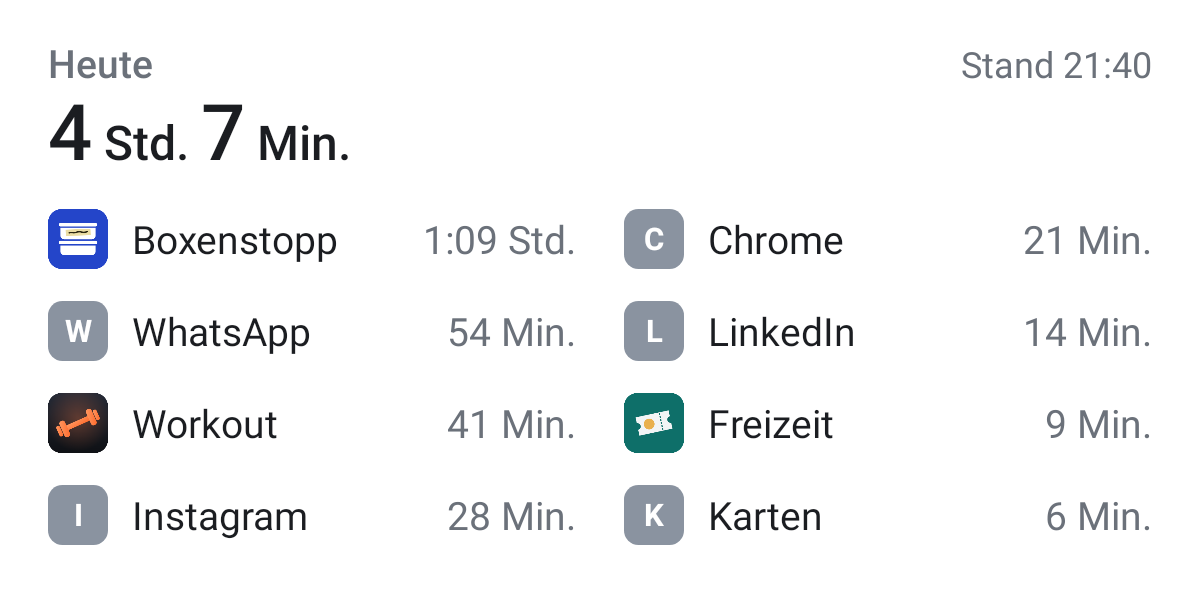 Heute
Stand 21:40
4 Std. 7 Min.
Boxenstopp 1:09 Std.
W WhatsApp 54 Min.
Workout 41 Min.
I Instagram 28 Min.
C Chrome 21 Min.
L LinkedIn 14 Min.
Freizeit 9 Min.
K Karten 6 Min.